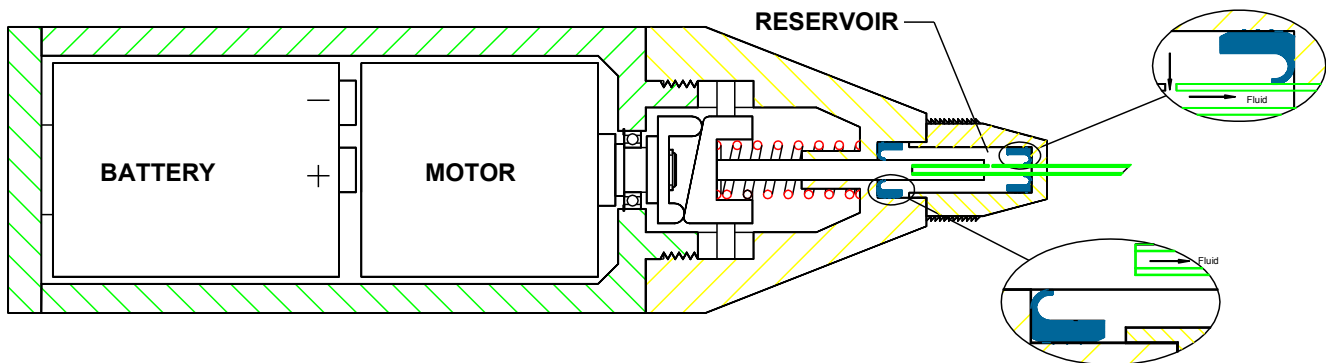 RESERVOIR
Fluid
BATTERY
− 
+
MOTOR
Fluid